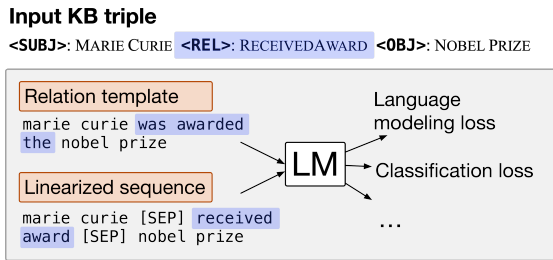 Input KB triple
<SUBJ>: MARIE CURIE <REL>: RECEIVEDAWARD <OBJ>: NOBEL PRIZE
Relation template
marie curie was awarded
the nobel prize
Linearized sequence
marie curie [SEP] received
award [SEP] nobel prize
LM
Language
modeling loss
Classification loss
...